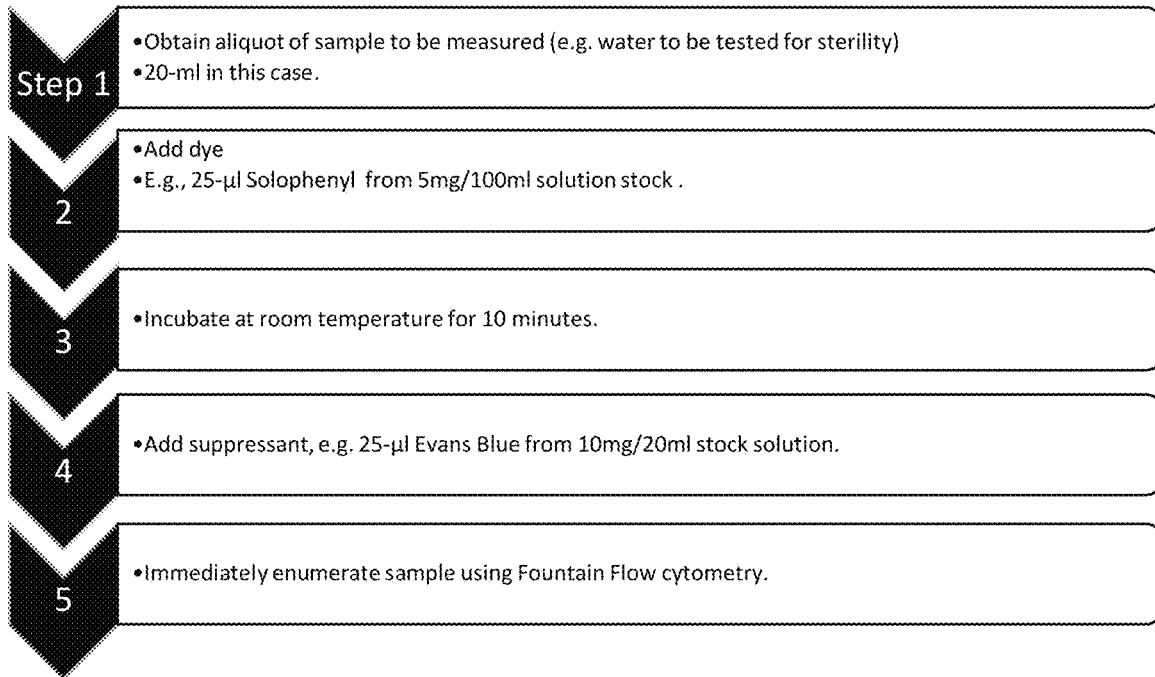 Step 1
•Obtain aliquot of sample to be measured (e.g. water to be tested for sterility)
•20-ml in this case.
2
•Add dye
•E.g., 25-µl Solophenyl from 5mg/100ml solution stock .
3
•Incubate at room temperature for 10 minutes.
4
•Add suppressant, e.g. 25-µl Evans Blue from 10mg/20ml stock solution.
5
•Immediately enumerate sample using Fountain Flow cytometry.